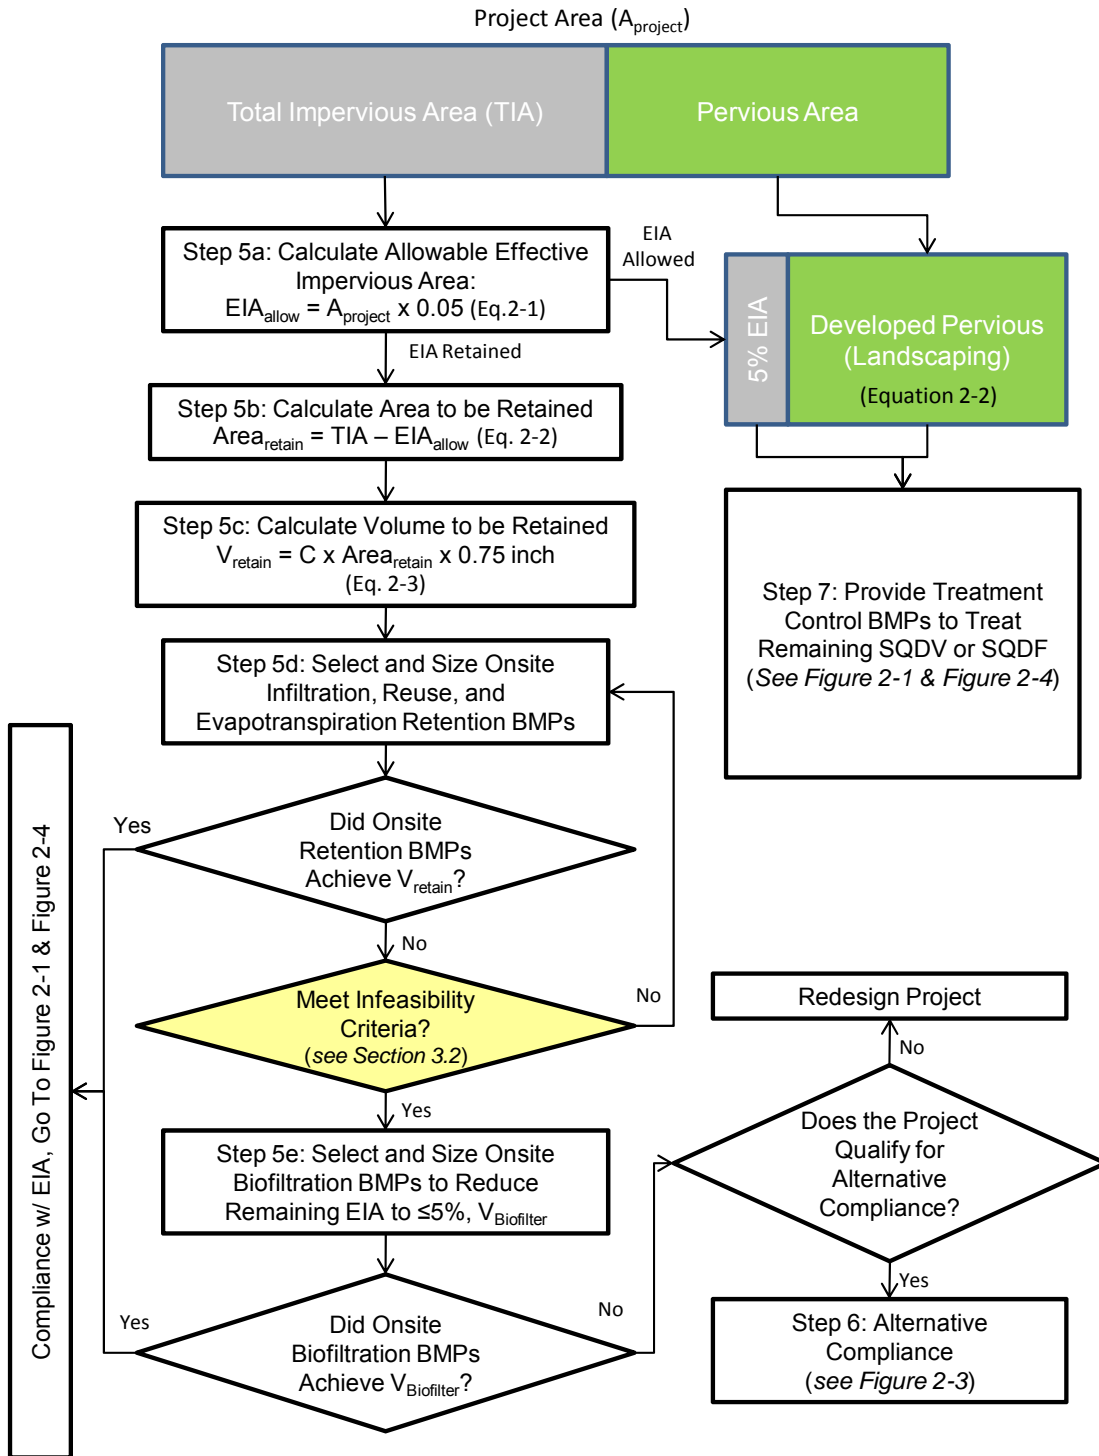 Project Area (Aproject)
Total Impervious Area (TIA)
Pervious Area
Step 5a: Calculate Allowable Effective
Impervious Area:
EIAallow = Aproject x 0.05 (Eq.2-1)
EIA
Allowed
5% EIA
Developed Pervious
(Landscaping)
(Equation 2-2)
EIA Retained
Step 5b: Calculate Area to be Retained
Arearetain = TIA – EIAallow (Eq. 2-2)
Step 5c: Calculate Volume to be Retained
Vretain = C x Arearetain x 0.75 inch
(Eq. 2-3)
Step 7: Provide Treatment
Control BMPs to Treat
Remaining SQDV or SQDF
(See Figure 2-1 & Figure 2-4)
Step 5d: Select and Size Onsite
Infiltration, Reuse, and
Evapotranspiration Retention BMPs
Yes
Did Onsite
Retention BMPs
Achieve Vretain?
No
Compliance w/ EIA, Go To Figure 2-1 & Figure 2-4
Meet Infeasibility
Criteria?
(see Section 3.2)
No
Yes
Redesign Project
No
Step 5e: Select and Size Onsite
Biofiltration BMPs to Reduce
Remaining EIA to ≤5%, VBiofilter
Does the Project
Qualify for
Alternative
Compliance?
Yes
Yes
Did Onsite
Biofiltration BMPs
Achieve VBiofilter?
No
Step 6: Alternative
Compliance
(see Figure 2-3)